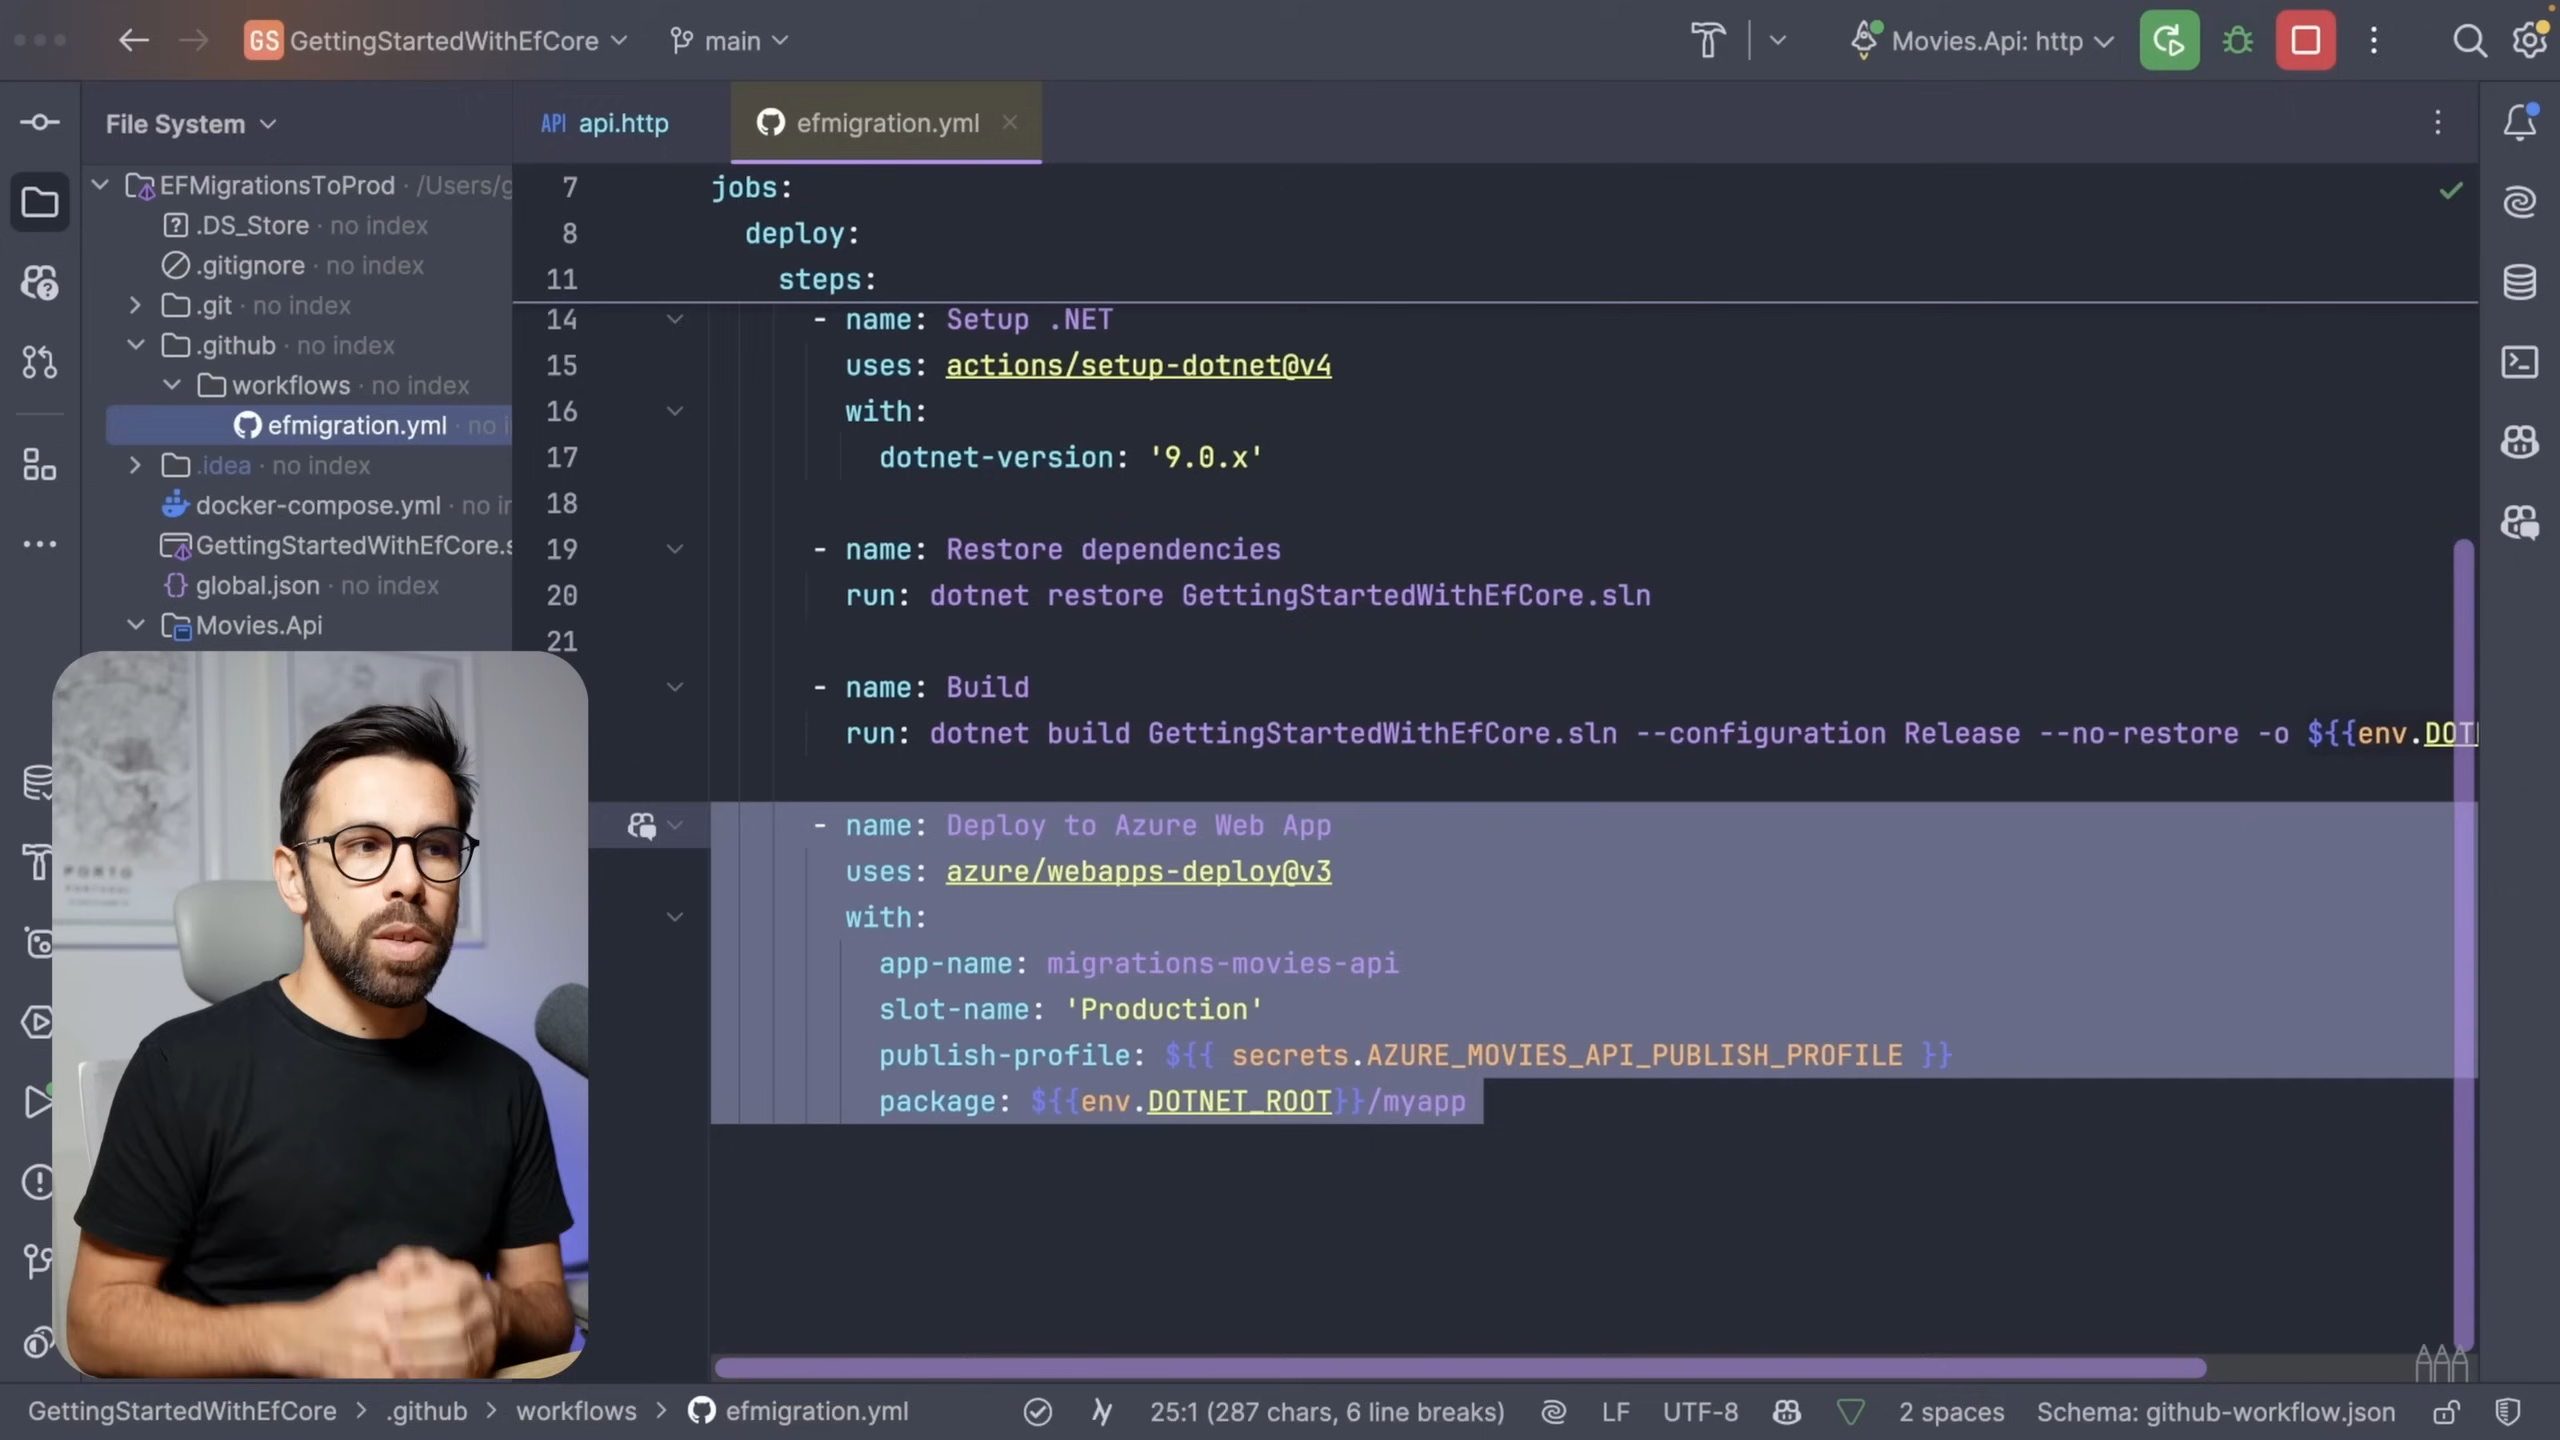 GS GettingStartedWithEfCore main Movies.Api: http
File System
API api.http efmigration.yml
EFMigrationsToProd · /Users/g
.DS_Store · no index
.gitignore · no index
.git · no index
.github · no index
workflows · no index
efmigration.yml · no i
.idea · no index
docker-compose.yml · no in
GettingStartedWithEfCore.s
global.json · no index
Movies.Api
7 jobs:
8 deploy:
11 steps:
14 - name: Setup .NET
15 uses: actions/setup-dotnet@v4
16 with:
17 dotnet-version: '9.0.x'
18
19 - name: Restore dependencies
20 run: dotnet restore GettingStartedWithEfCore.sln
21
- name: Build
run: dotnet build GettingStartedWithEfCore.sln --configuration Release --no-restore -o ${{env.DOT
- name: Deploy to Azure Web App
uses: azure/webapps-deploy@v3
with:
app-name: migrations-movies-api
slot-name: 'Production'
publish-profile: ${{ secrets.AZURE_MOVIES_API_PUBLISH_PROFILE }}
package: ${{env.DOTNET_ROOT}}/myapp
PORTO
GettingStartedWithEfCore > .github > workflows > efmigration.yml 25:1 (287 chars, 6 line breaks) LF UTF-8 2 spaces Schema: github-workflow.json